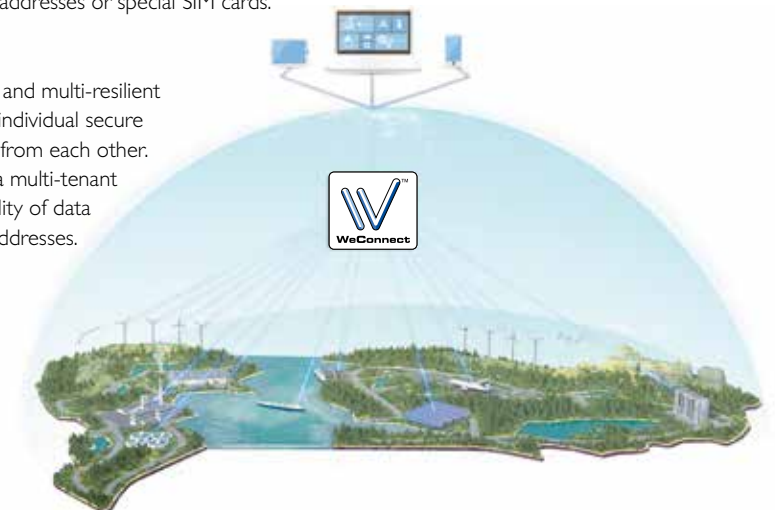 addresses or special SIM cards.
and multi-resilient
individual secure
from each other.
a multi-tenant
lity of data
ddresses.
WeConnect™